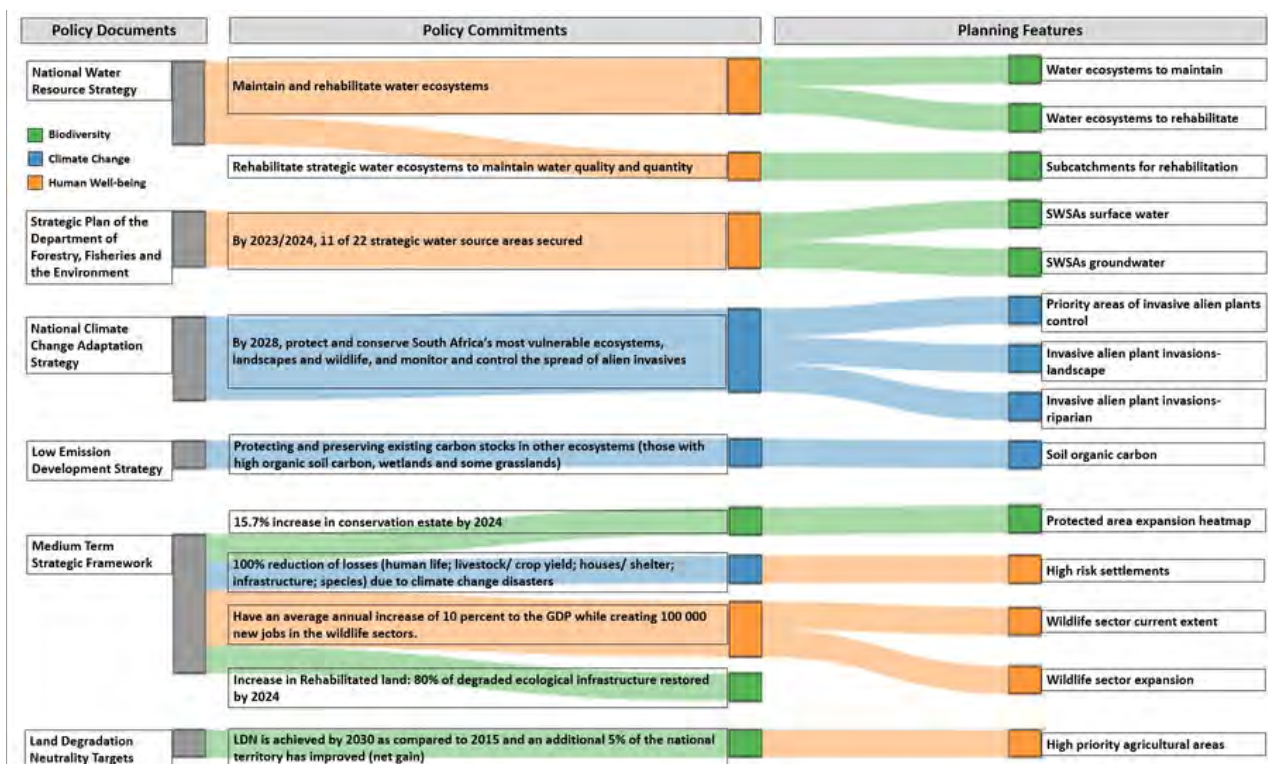 Policy Documents
Policy Commitments
Planning Features
National Water
Resource Strategy
Maintain and rehabilitate water ecosystems
Water ecosystems to maintain
Water ecosystems to rehabilitate
Biodiversity
Climate Change
Human Well-being
Rehabilitate strategic water ecosystems to maintain water quality and quantity
Subcatchments for rehabilitation
Strategic Plan of the
Department of
Forestry, Fisheries and
the Environment
By 2023/2024, 11 of 22 strategic water source areas secured
SWSAs surface water
SWSAs groundwater
National Climate
Change Adaptation
Strategy
By 2028, protect and conserve South Africa's most vulnerable ecosystems,
landscapes and wildlife, and monitor and control the spread of alien invasives
Priority areas of invasive alien plants
control
Invasive alien plant invasions-
landscape
Invasive alien plant invasions-
riparian
Low Emission
Development Strategy
Protecting and preserving existing carbon stocks in other ecosystems (those with
high organic soil carbon, wetlands and some grasslands)
Soil organic carbon
Medium Term
Strategic Framework
15.7% increase in conservation estate by 2024
Protected area expansion heatmap
100% reduction of losses (human life; livestock/ crop yield; houses/ shelter;
infrastructure; species) due to climate change disasters
High risk settlements
Have an average annual increase of 10 percent to the GDP while creating 100 000
new jobs in the wildlife sectors.
Wildlife sector current extent
Wildlife sector expansion
Increase in Rehabilitated land: 80% of degraded ecological infrastructure restored
by 2024
Land Degradation
Neutrality Targets
LDN is achieved by 2030 as compared to 2015 and an additional 5% of the national
territory has improved (net gain)
High priority agricultural areas